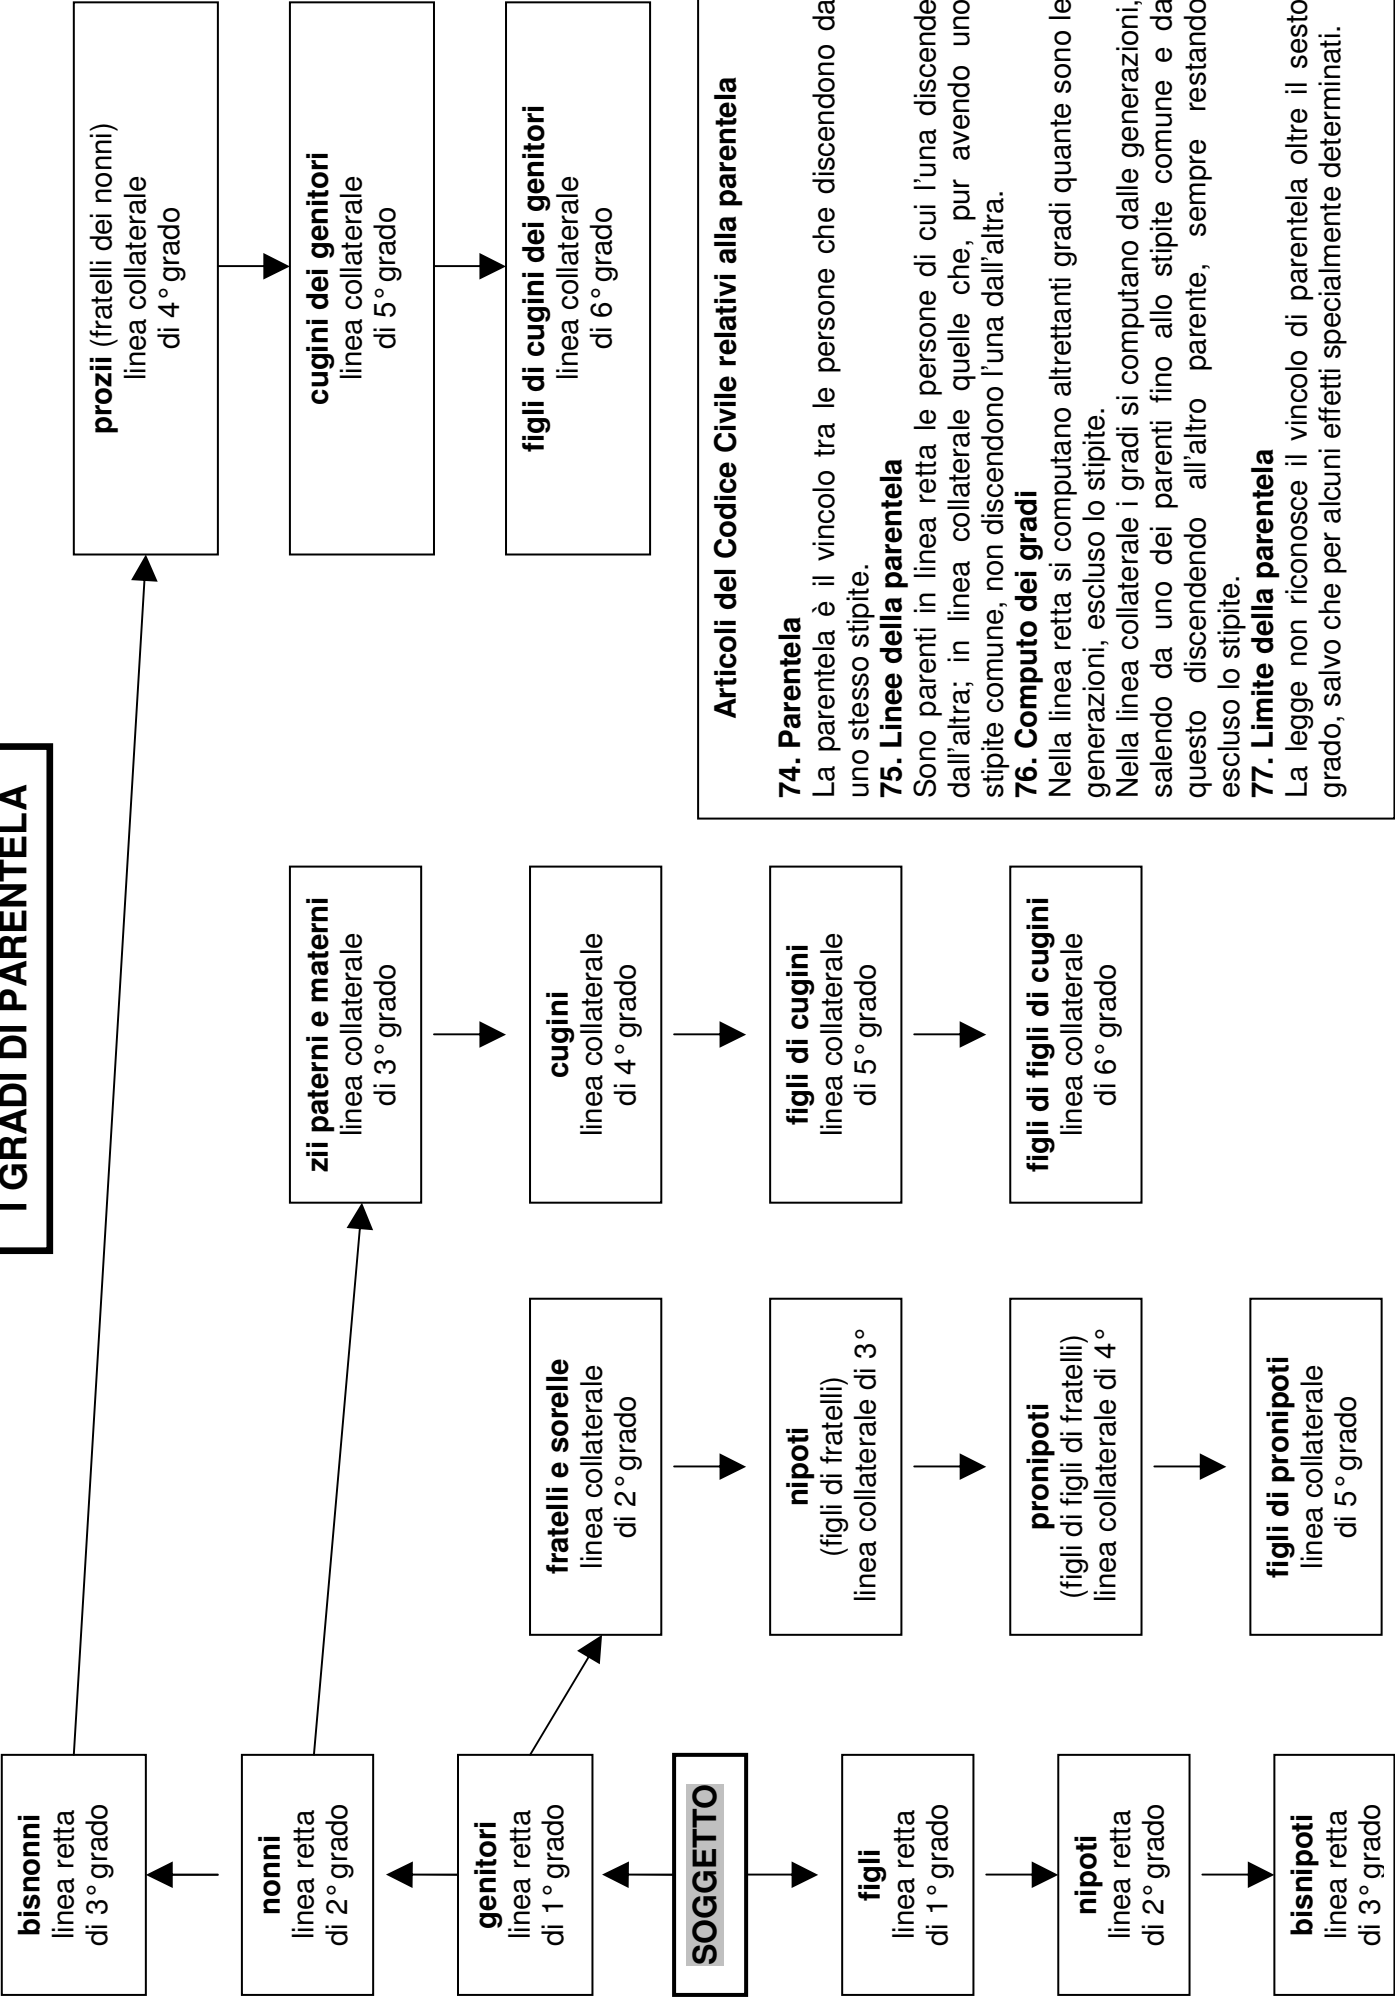 I GRADI DI PARENTELA
bisnonni
linea retta
di 3° grado
nonni
linea retta
di 2° grado
genitori
linea retta
di 1° grado
SOGGETTO
figli
linea retta
di 1° grado
nipoti
linea retta
di 2° grado
bisnipoti
linea retta
di 3° grado
fratelli e sorelle
linea collaterale
di 2° grado
nipoti
(figli di fratelli)
linea collaterale di 3°
pronipoti
(figli di figli di fratelli)
linea collaterale di 4°
figli di pronipoti
linea collaterale
di 5° grado
zii paterni e materni
linea collaterale
di 3° grado
cugini
linea collaterale
di 4° grado
figli di cugini
linea collaterale
di 5° grado
figli di figli di cugini
linea collaterale
di 6° grado
prozii (fratelli dei nonni)
linea collaterale
di 4° grado
cugini dei genitori
linea collaterale
di 5° grado
figli di cugini dei genitori
linea collaterale
di 6° grado
Articoli del Codice Civile relativi alla parentela
74. Parentela
La parentela è il vincolo tra le persone che discendono da
uno stesso stipite.
75. Linee della parentela
Sono parenti in linea retta le persone di cui l'una discende
dall'altra; in linea collaterale quelle che, pur avendo uno
stipite comune, non discendono l'una dall'altra.
76. Computo dei gradi
Nella linea retta si computano altrettanti gradi quante sono le
generazioni, escluso lo stipite.
Nella linea collaterale i gradi si computano dalle generazioni,
salendo da uno dei parenti fino allo stipite comune e da
questo discendendo all'altro parente, sempre restando
escluso lo stipite.
77. Limite della parentela
La legge non riconosce il vincolo di parentela oltre il sesto
grado, salvo che per alcuni effetti specialmente determinati.